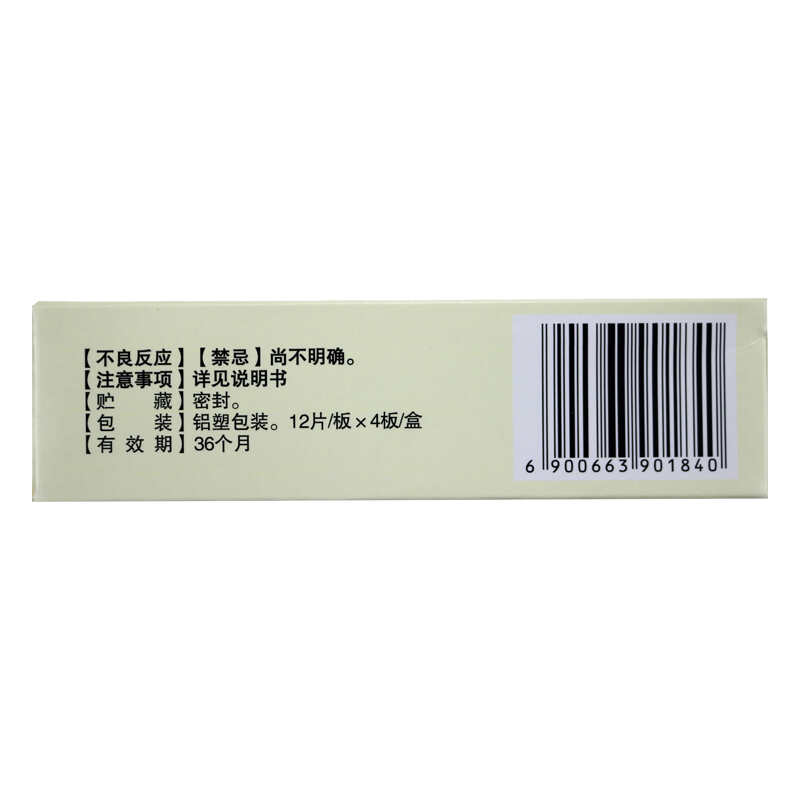 【不良反应】【禁忌】尚不明确。
【注意事项】详见说明书
【贮　　藏】密封。
【包　　装】铝塑包装。12片/板×4板/盒
【有 效 期】36个月
6 900663 901840